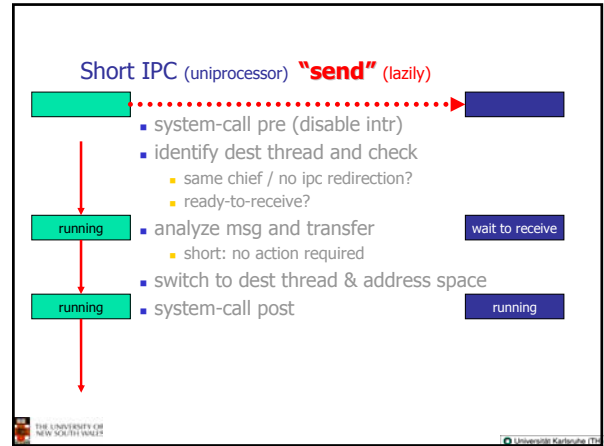 Short IPC (uniprocessor) "send" (lazily)
system-call pre (disable intr)
identify dest thread and check
same chief / no ipc redirection?
ready-to-receive?
running
analyze msg and transfer
wait to receive
short: no action required
switch to dest thread & address space
running
system-call post
running
THE UNIVERSITY OF
NEW SOUTH WALES
© Universität Karlsruhe (TH